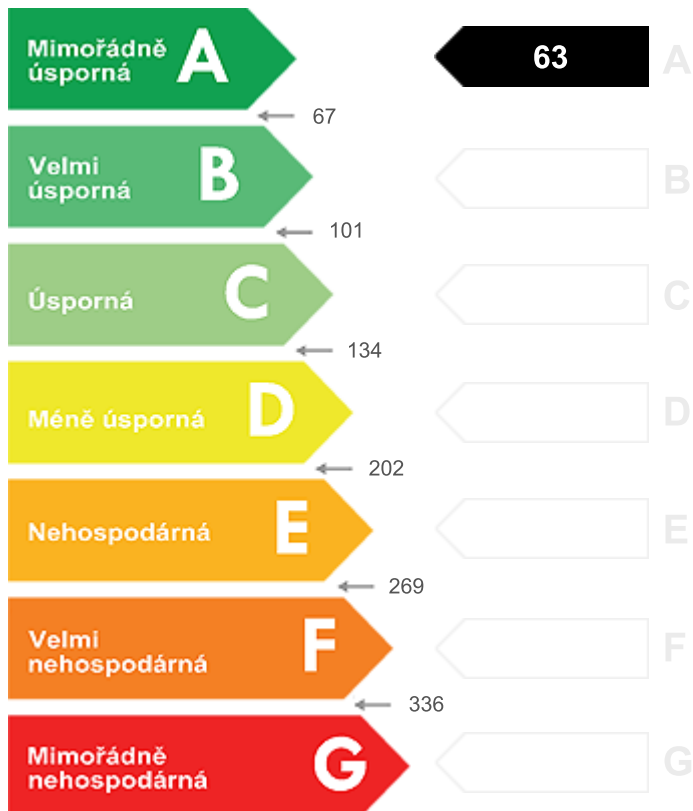 Mimořádně
úsporná
A
63
A
67
Velmi
úsporná
B
B
101
Úsporná
C
C
134
Méně úsporná
D
D
202
Nehospodárná
E
E
269
Velmi
nehospodárná
F
F
336
Mimořádně
nehospodárná
G
G